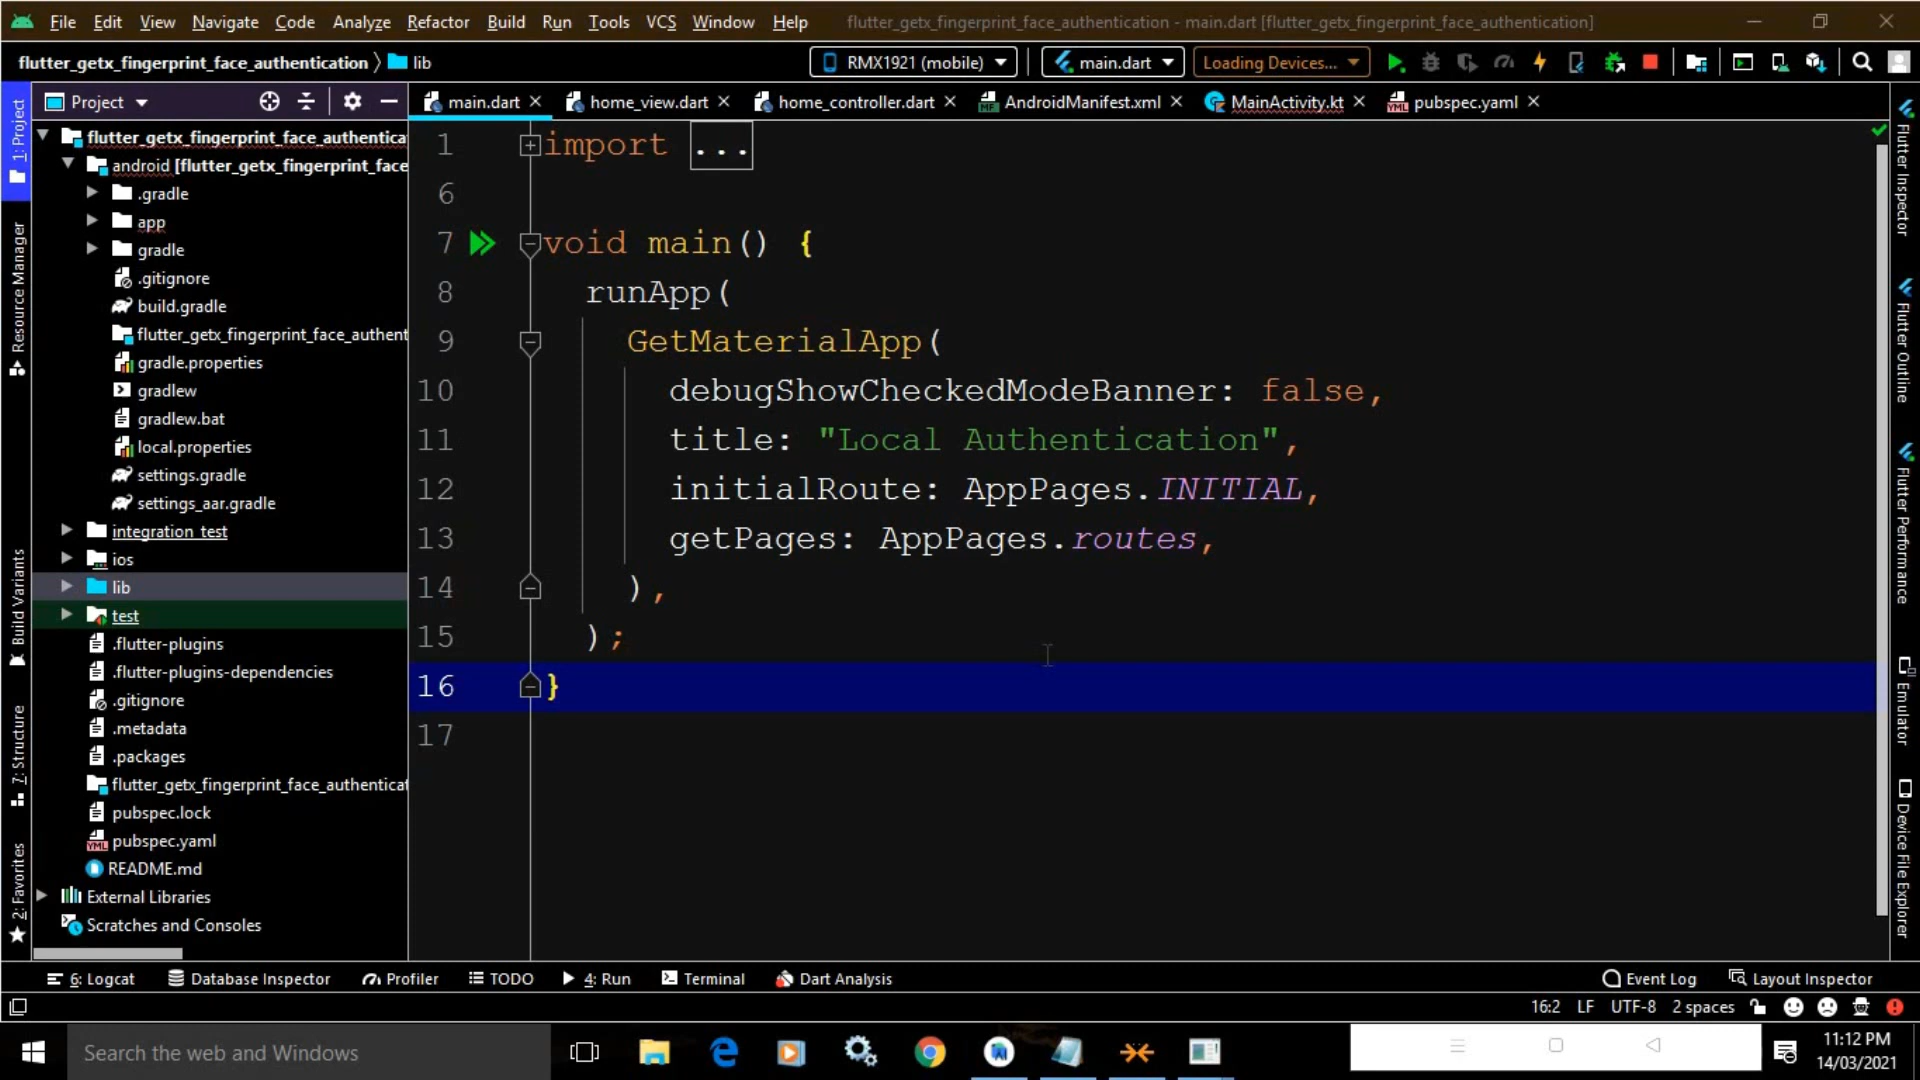 File Edit View Navigate Code Analyze Refactor Build Run Tools VCS Window Help flutter_getx_fingerprint_face_authentication - main.dart [flutter_getx_fingerprint_face_authentication]
flutter_getx_fingerprint_face_authentication lib RMX1921 (mobile) main.dart Loading Devices...
Project main.dart home_view.dart home_controller.dart AndroidManifest.xml MainActivity.kt pubspec.yaml
1: Project
Resource Manager
Build Variants
7: Structure
2: Favorites
flutter_getx_fingerprint_face_authentica
android [flutter_getx_fingerprint_face
.gradle
app
gradle
.gitignore
build.gradle
flutter_getx_fingerprint_face_authent
gradle.properties
gradlew
gradlew.bat
local.properties
settings.gradle
settings_aar.gradle
integration_test
ios
lib
test
.flutter-plugins
.flutter-plugins-dependencies
.gitignore
.metadata
.packages
flutter_getx_fingerprint_face_authenticat
pubspec.lock
pubspec.yaml
README.md
External Libraries
Scratches and Consoles
1 import ...
6
7 void main() {
8 runApp(
9 GetMaterialApp(
10 debugShowCheckedModeBanner: false,
11 title: "Local Authentication",
12 initialRoute: AppPages.INITIAL,
13 getPages: AppPages.routes,
14 ),
15 );
16 }
17
Flutter Inspector
Flutter Outline
Flutter Performance
Emulator
Device File Explorer
6: Logcat Database Inspector Profiler TODO 4: Run Terminal Dart Analysis Event Log Layout Inspector
16:2 LF UTF-8 2 spaces
Search the web and Windows
11:12 PM
14/03/2021